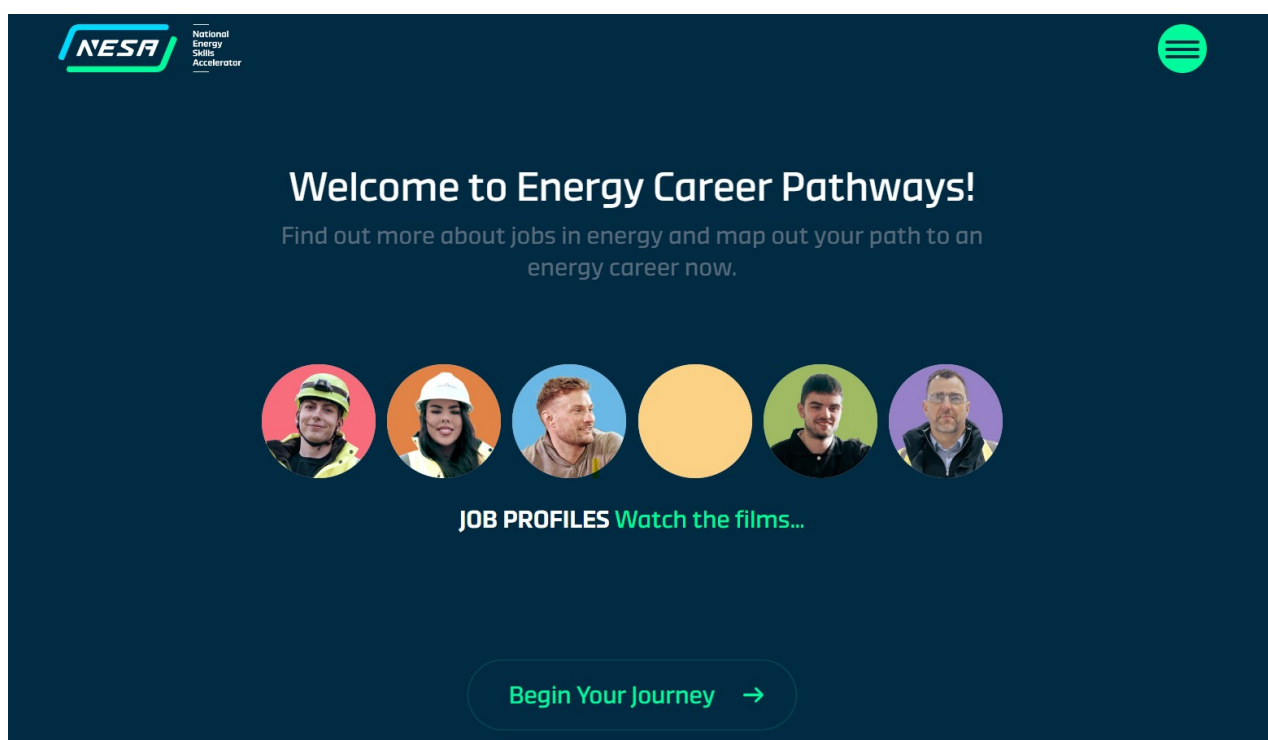 NESA
National
Energy
Skills
Accelerator
Welcome to Energy Career Pathways!
Find out more about jobs in energy and map out your path to an
energy career now.
JOB PROFILES Watch the films...
Begin Your Journey →